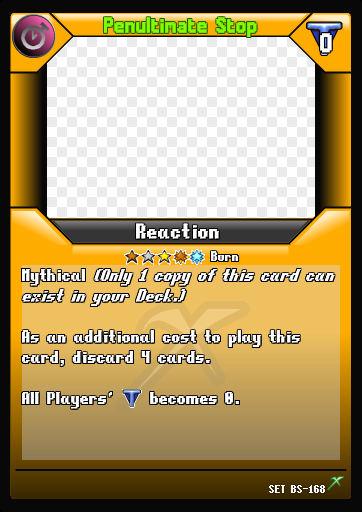 Penultimate Stop
0
Reaction
Burn
Mythical (Only 1 copy of this card can
exist in your Deck.)
As an additional cost to play this
card, discard 4 cards.
All Players' becomes 0.
SET BS-168